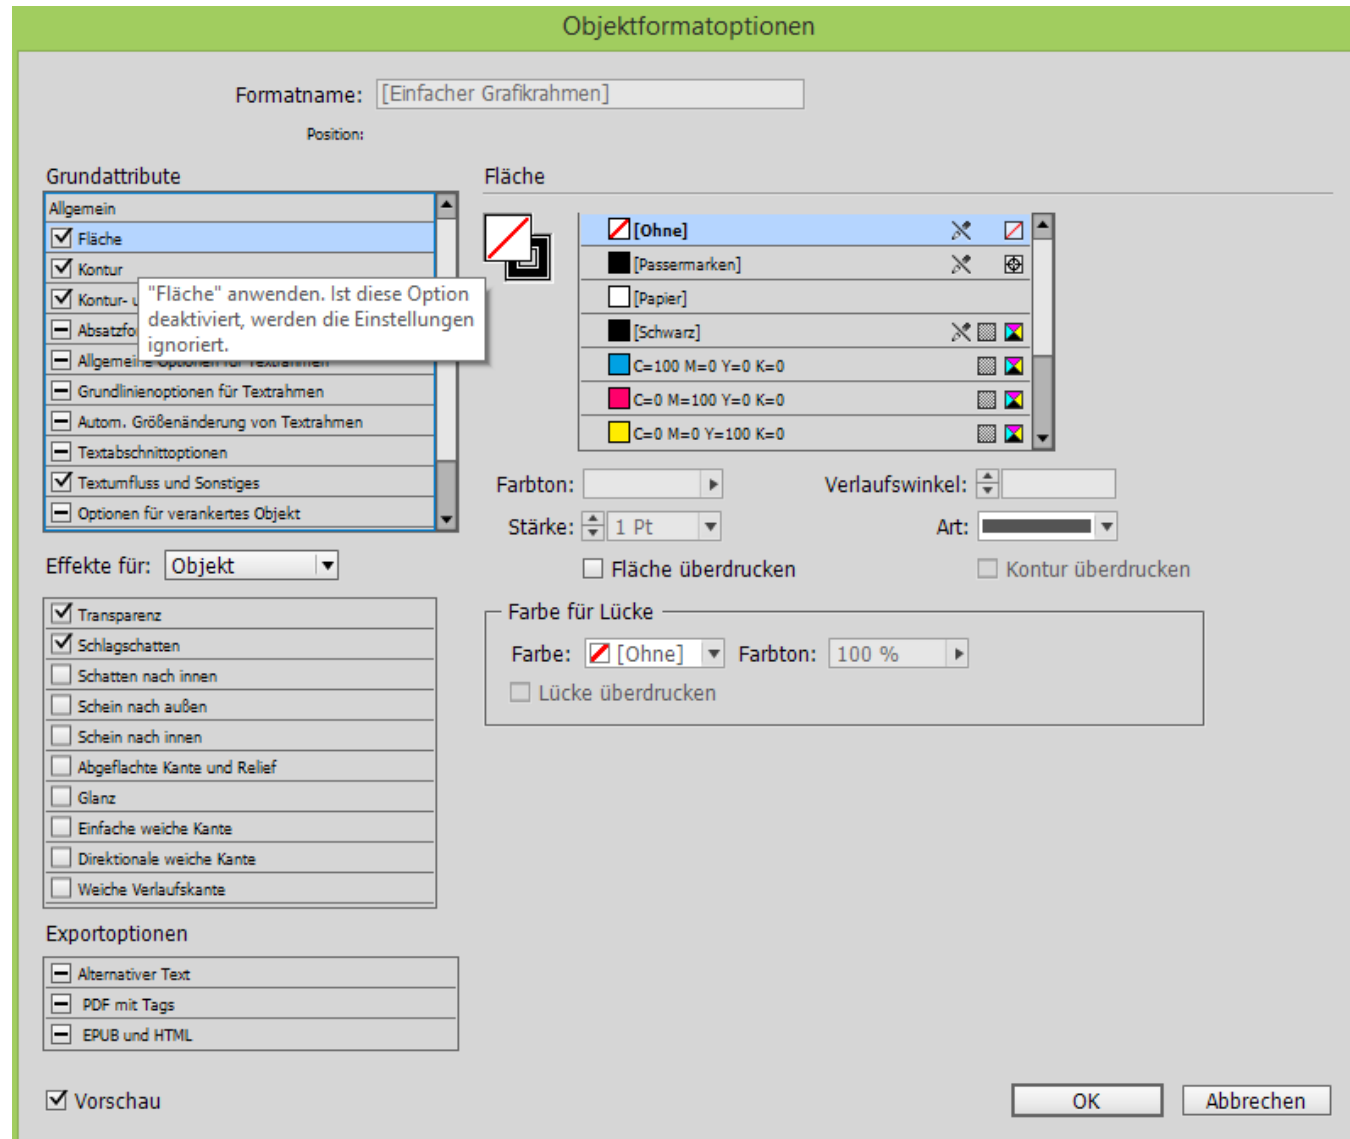 Objektformatoptionen
Formatname: [Einfacher Grafikrahmen]
Position:
Grundattribute
Allgemein
Fläche
Kontur
Kontur- u
Absatzfo
Allgemeine Optionen für Textrahmen
Grundlinienoptionen für Textrahmen
Autom. Größenänderung von Textrahmen
Textabschnittoptionen
Textumfluss und Sonstiges
Optionen für verankertes Objekt
"Fläche" anwenden. Ist diese Option
deaktiviert, werden die Einstellungen
ignoriert.
Effekte für: Objekt
Transparenz
Schlagschatten
Schatten nach innen
Schein nach außen
Schein nach innen
Abgeflachte Kante und Relief
Glanz
Einfache weiche Kante
Direktionale weiche Kante
Weiche Verlaufskante
Exportoptionen
Alternativer Text
PDF mit Tags
EPUB und HTML
Vorschau
Fläche
[Ohne]
[Passermarken]
[Papier]
[Schwarz]
C=100 M=0 Y=0 K=0
C=0 M=100 Y=0 K=0
C=0 M=0 Y=100 K=0
Farbton: Verlaufswinkel:
Stärke: 1 Pt Art:
Fläche überdrucken Kontur überdrucken
Farbe für Lücke
Farbe: [Ohne] Farbton: 100 %
Lücke überdrucken
OK Abbrechen